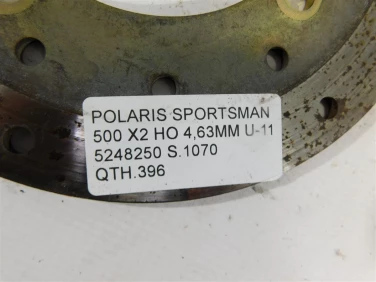 POLARIS SPORTSMAN
500 X2 HO 4,63MM U-11
5248250 S.1070
QTH.396